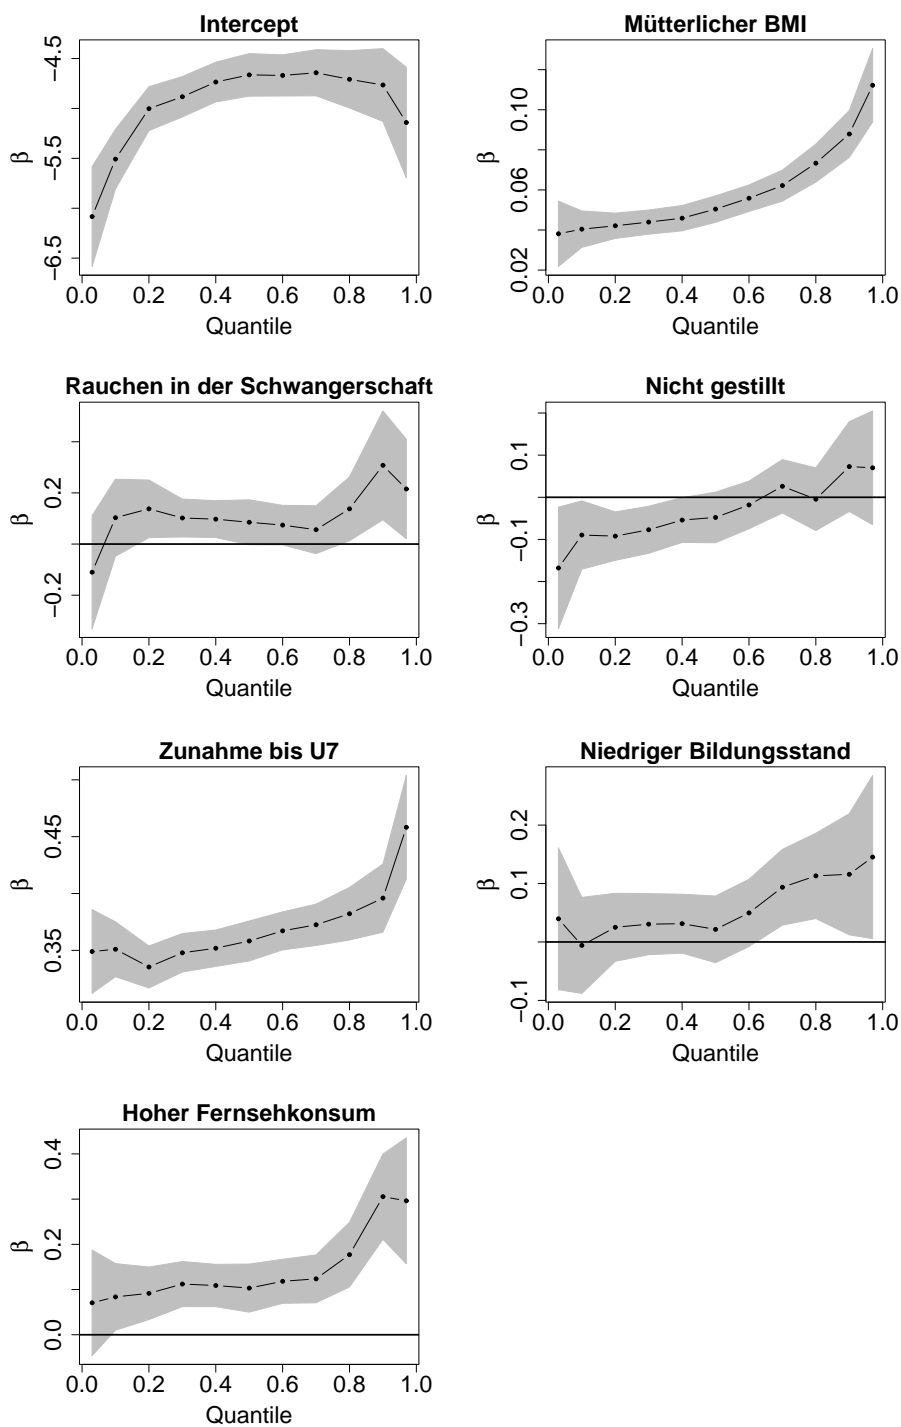 Intercept
β
−4.5
−5.5
−6.5
0.0 0.2 0.4 0.6 0.8 1.0
Quantile
Mütterlicher BMI
β
0.10
0.06
0.02
0.0 0.2 0.4 0.6 0.8 1.0
Quantile
Rauchen in der Schwangerschaft
β
0.2
−0.2
0.0 0.2 0.4 0.6 0.8 1.0
Quantile
Nicht gestillt
β
0.1
−0.1
−0.3
0.0 0.2 0.4 0.6 0.8 1.0
Quantile
Zunahme bis U7
β
0.45
0.35
0.0 0.2 0.4 0.6 0.8 1.0
Quantile
Niedriger Bildungsstand
β
0.2
0.1
−0.1
0.0 0.2 0.4 0.6 0.8 1.0
Quantile
Hoher Fernsehkonsum
β
0.4
0.2
0.0
0.0 0.2 0.4 0.6 0.8 1.0
Quantile